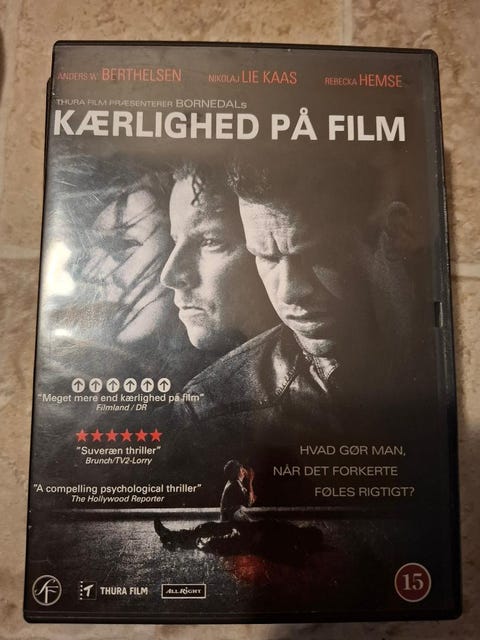 ANDERS W. BERTHELSEN NIKOLAJ LIE KAAS REBECKA HEMSE
THURA FILM PRÆSENTERER BORNEDALs
KÆRLIGHED PÅ FILM
"Meget mere end kærlighed på film"
Filmland / DR
"Suveræn thriller"
Brunch/TV2-Lorry
"A compelling psychological thriller"
The Hollywood Reporter
HVAD GØR MAN,
NÅR DET FORKERTE
FØLES RIGTIGT?
SF THURA FILM ALLRIGHT 15